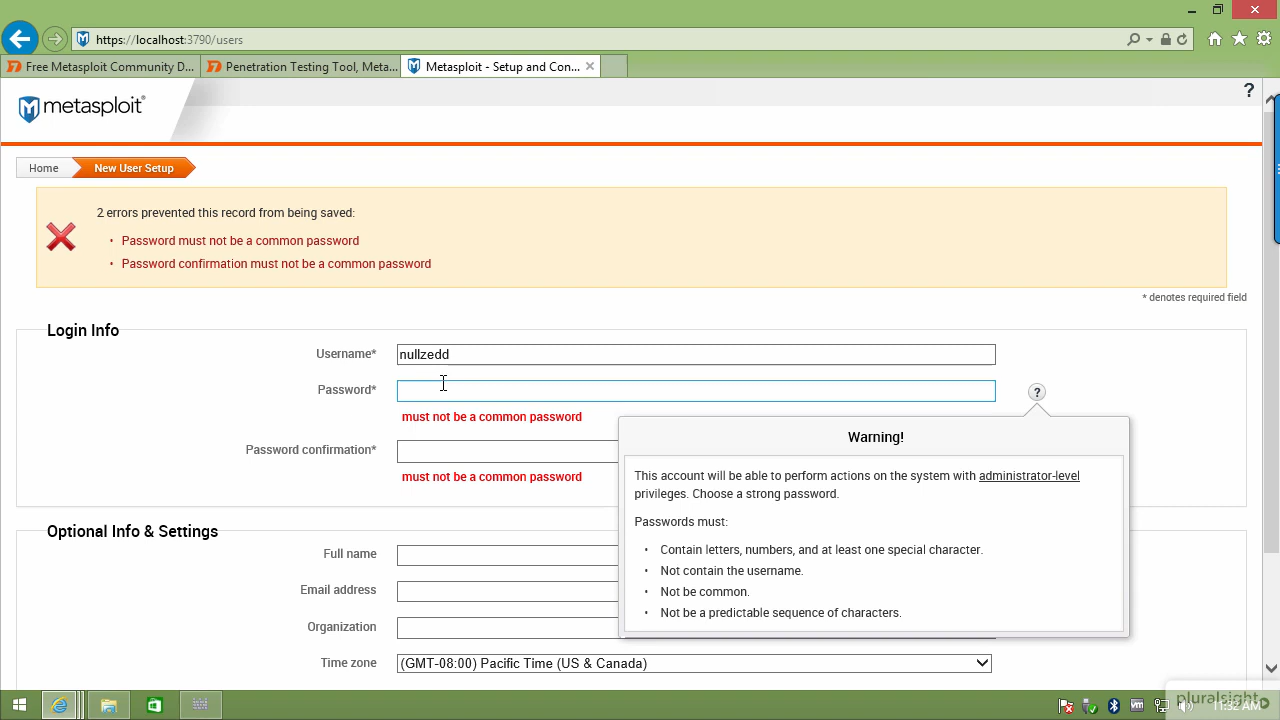 https://localhost:3790/users
Free Metasploit Community D...
Penetration Testing Tool, Meta...
Metasploit - Setup and Con...
metasploit
?
Home
New User Setup
2 errors prevented this record from being saved:
• Password must not be a common password
• Password confirmation must not be a common password
* denotes required field
Login Info
Username*
nullzedd
Password*
?
must not be a common password
Password confirmation*
must not be a common password
Warning!
This account will be able to perform actions on the system with administrator-level
privileges. Choose a strong password.
Passwords must:
• Contain letters, numbers, and at least one special character.
• Not contain the username.
• Not be common.
• Not be a predictable sequence of characters.
Optional Info & Settings
Full name
Email address
Organization
Time zone
(GMT-08:00) Pacific Time (US & Canada)
pluralsight
11:32 AM